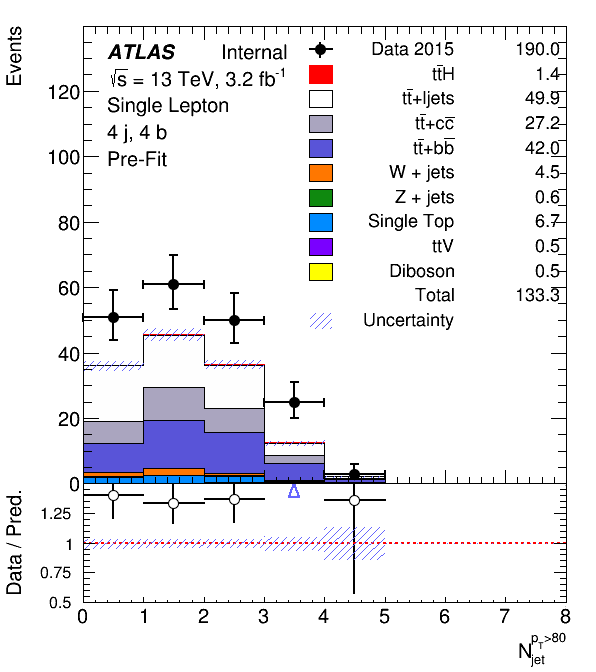 Events
ATLAS Internal
√s = 13 TeV, 3.2 fb⁻¹
Single Lepton
4 j, 4 b
Pre-Fit
Data 2015 190.0
tt̄H 1.4
tt̄+ljets 49.9
tt̄+cc̄ 27.2
tt̄+bb̄ 42.0
W + jets 4.5
Z + jets 0.6
Single Top 6.7
ttV 0.5
Diboson 0.5
Total 133.3
Uncertainty
120
100
80
60
40
20
0
Data / Pred.
1.25
1
0.75
0.5
0 1 2 3 4 5 6 7 8
N_jet^{p_T>80}